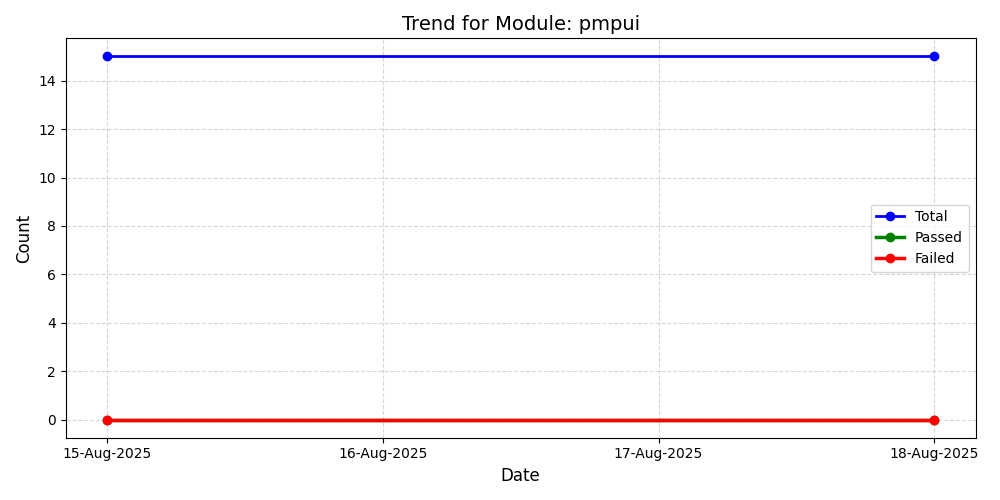 Trend for Module: pmpui
Count
14
12
10
8
6
4
2
0
Total
Passed
Failed
15-Aug-2025
16-Aug-2025
17-Aug-2025
18-Aug-2025
Date